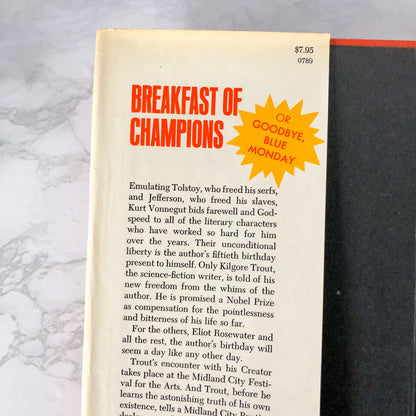 $7.95
0789
BREAKFAST OF
CHAMPIONS
OR
GOODBYE,
BLUE
MONDAY
Emulating Tolstoy, who freed his serfs,
and Jefferson, who freed his slaves,
Kurt Vonnegut bids farewell and God-
speed to all of the literary characters
who have worked so hard for him
over the years. Their unconditional
liberty is the author's fiftieth birthday
present to himself. Only Kilgore Trout,
the science-fiction writer, is told of his
new freedom from the whims of the
author. He is promised a Nobel Prize
as compensation for the pointlessness
and bitterness of his life so far.
For the others, Eliot Rosewater and
all the rest, the author's birthday will
seem a day like any other day.
Trout's encounter with his Creator
takes place at the Midland City Festi-
val for the Arts. And Trout, before he
learns the astonishing truth of his own
existence, tells a Midland City Pontiac